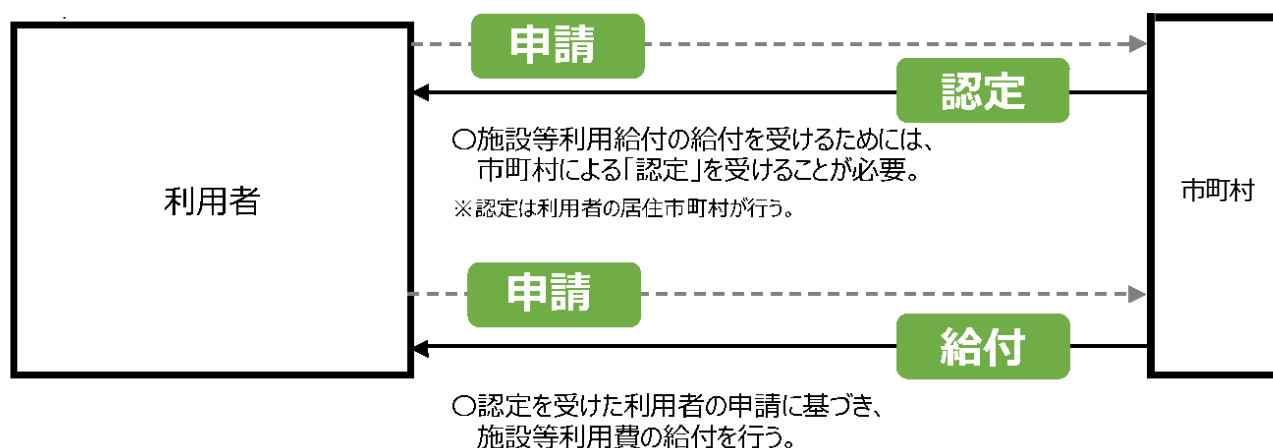 申請
認定
〇施設等利用給付の給付を受けるためには、
市町村による「認定」を受けることが必要。
※認定は利用者の居住市町村が行う。
利用者
市町村
申請
給付
〇認定を受けた利用者の申請に基づき、
施設等利用費の給付を行う。